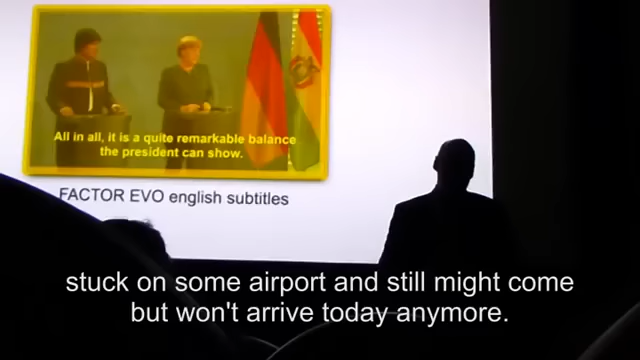 All in all, it is a quite remarkable balance
the president can show.
FACTOR EVO english subtitles
stuck on some airport and still might come
but won't arrive today anymore.